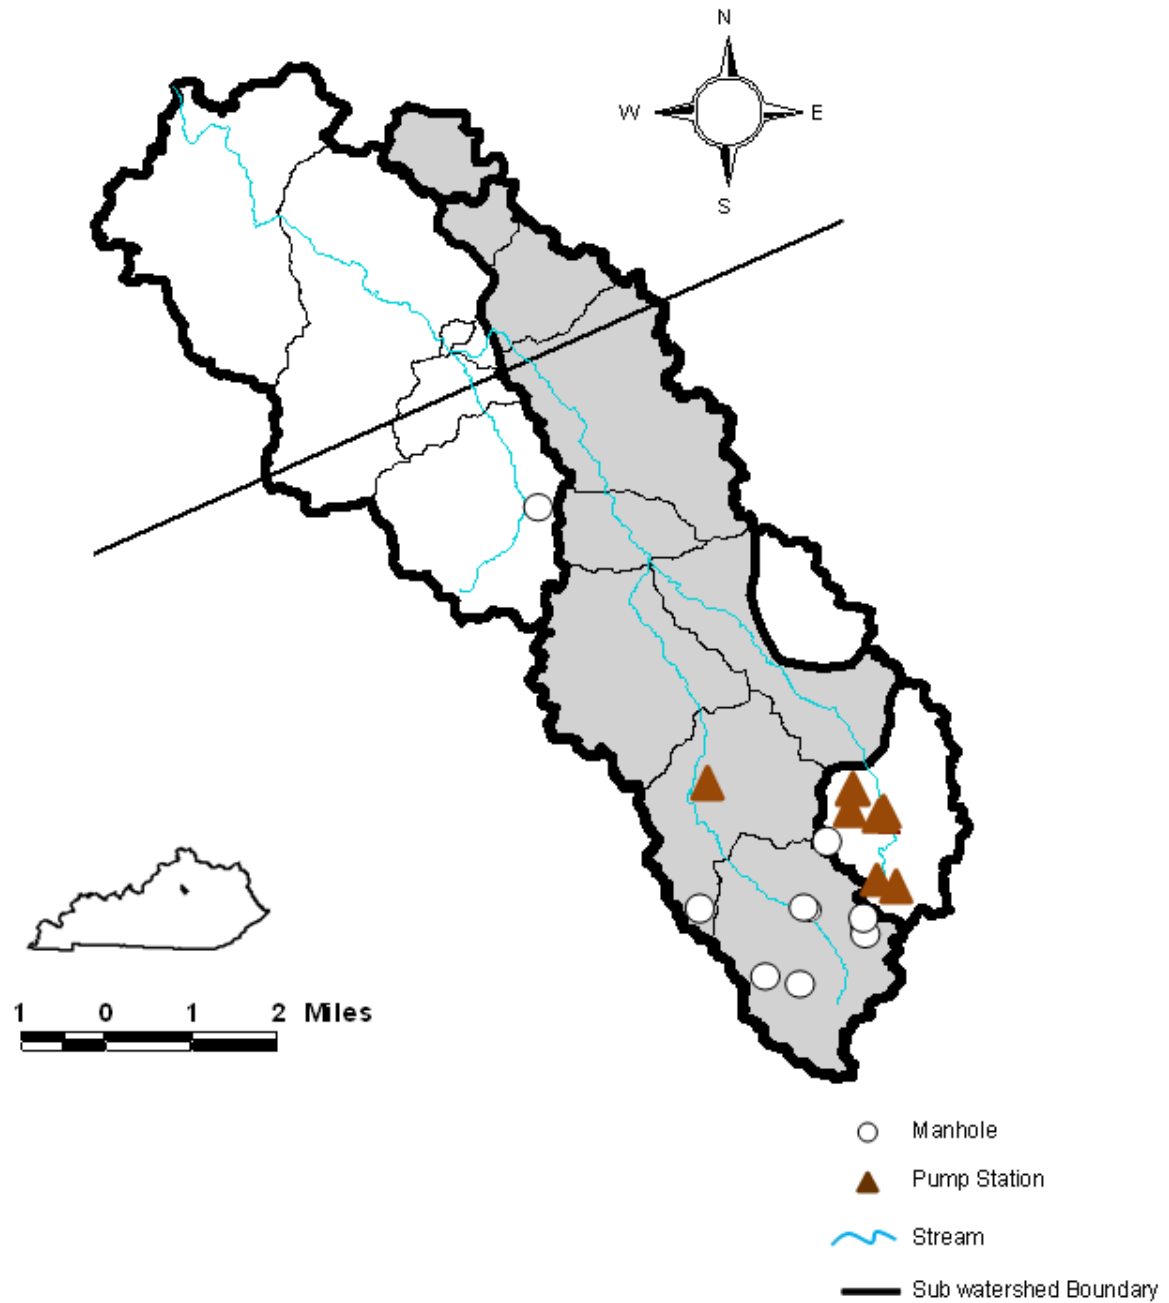 N
W E
S
1 0 1 2 Miles
Manhole
Pump Station
Stream
Sub watershed Boundary